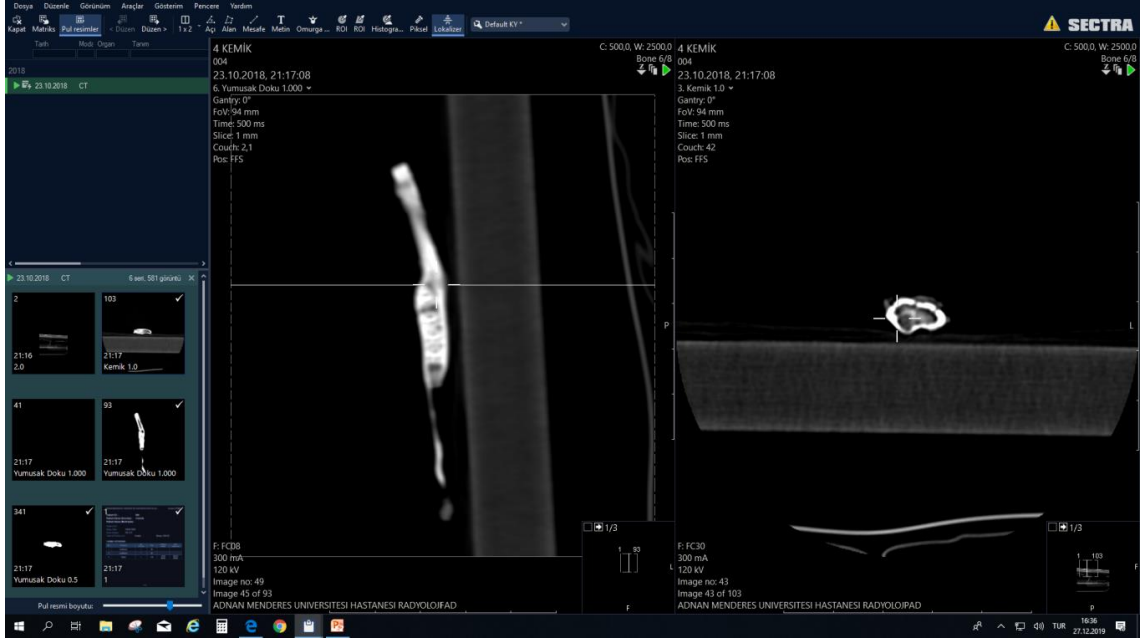 Dosya Düzenle Görünüm Araçlar Gösterim Pencere Yardım
Kapat Matriks Pul resimler < Düzen Düzen > 1 x 2 Açı Alan Mesafe Metin Omurga ... ROI ROI Histogra... Piksel Lokalizer Default KY *
SECTRA
Tarih Moda Organ Tanım
2018
23.10.2018 CT
23.10.2018 CT 6 seri, 581 görüntü
2
21:16
2.0
103
21:17
Kemik 1.0
41
21:17
Yumusak Doku 1.000
93
21:17
Yumusak Doku 1.000
341
21:17
Yumusak Doku 0.5
1
21:17
1
Pul resmi boyutu:
4 KEMİK
004
23.10.2018, 21:17:08
6. Yumusak Doku 1.000
Gantry: 0°
FoV: 94 mm
Time: 500 ms
Slice: 1 mm
Couch: 2,1
Pos: FFS
C: 500,0, W: 2500,0
Bone 6/8
P
F: FC08
300 mA
120 kV
Image no: 49
Image 45 of 93
ADNAN MENDERES UNIVERSITESI HASTANESI RADYOLOJI
F
1/3
1 93
L
F
4 KEMİK
004
23.10.2018, 21:17:08
3. Kemik 1.0
Gantry: 0°
FoV: 94 mm
Time: 500 ms
Slice: 1 mm
Couch: 42
Pos: FFS
C: 500,0, W: 2500,0
Bone 6/8
L
F: FC30
300 mA
120 kV
Image no: 43
Image 43 of 103
ADNAN MENDERES UNIVERSITESI HASTANESI RADYOLOJI
P
1/3
1 103
F
P
TUR
16:36
27.12.2019